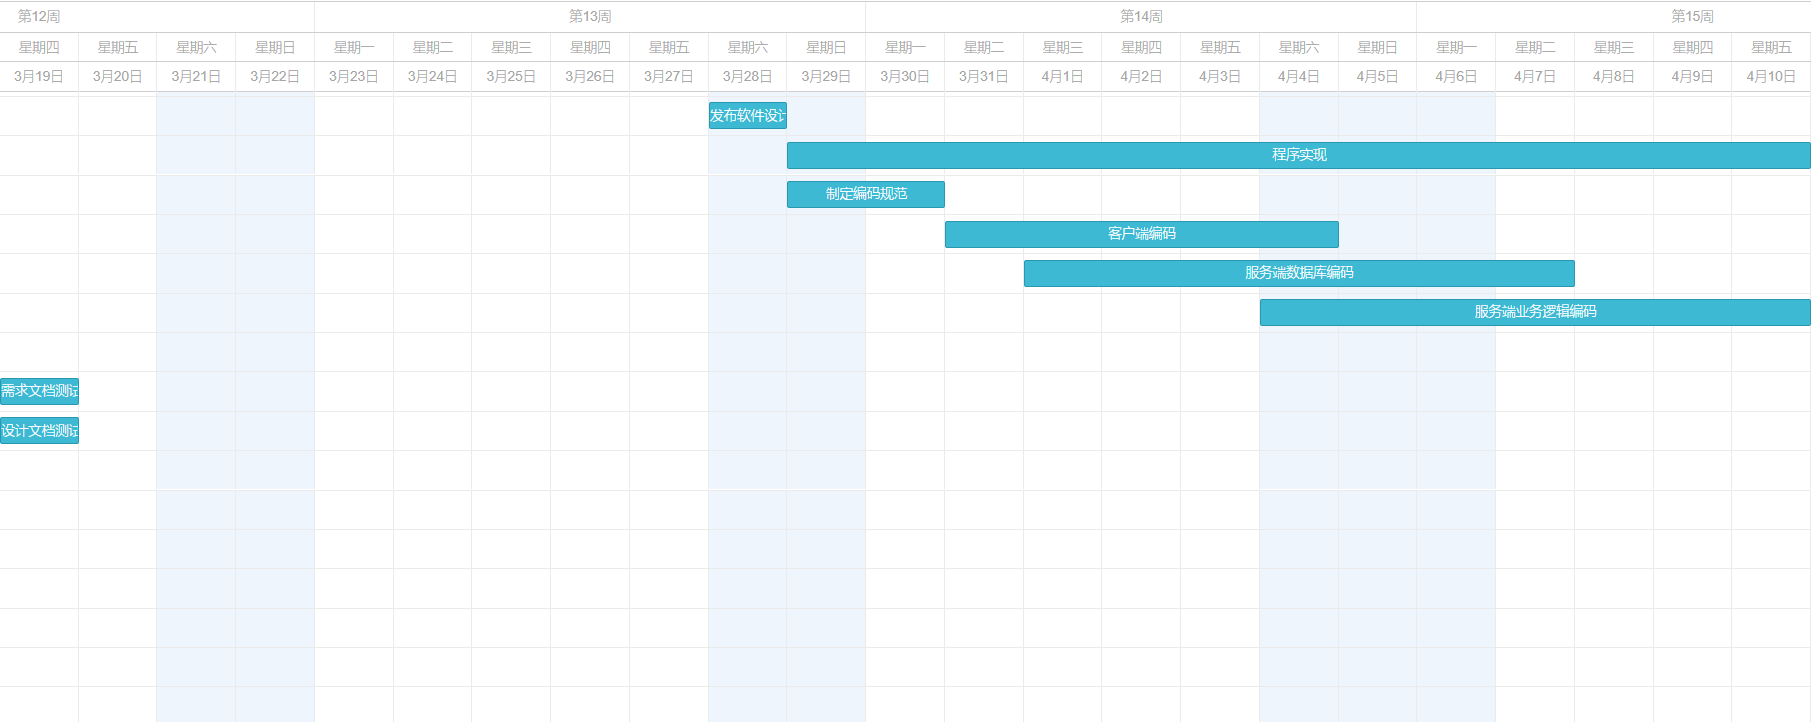 第12周 第13周 第14周 第15周
星期四 星期五 星期六 星期日 星期一 星期二 星期三 星期四 星期五 星期六 星期日 星期一 星期二 星期三 星期四 星期五 星期六 星期日 星期一 星期二 星期三 星期四 星期五
3月19日 3月20日 3月21日 3月22日 3月23日 3月24日 3月25日 3月26日 3月27日 3月28日 3月29日 3月30日 3月31日 4月1日 4月2日 4月3日 4月4日 4月5日 4月6日 4月7日 4月8日 4月9日 4月10日
发布软件设计
程序实现
制定编码规范
客户端编码
服务端数据库编码
服务端业务逻辑编码
需求文档测试
设计文档测试